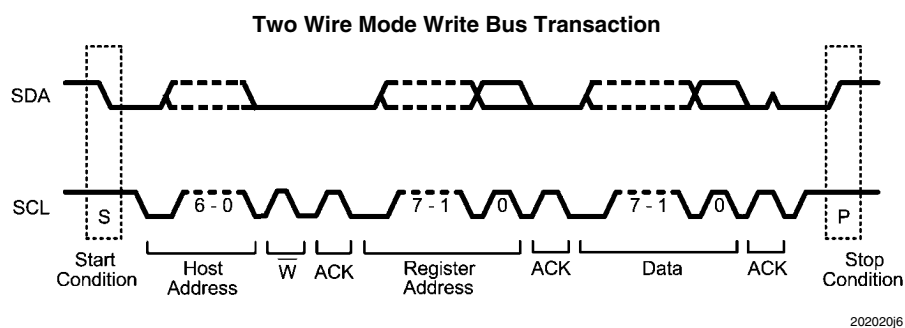 Two Wire Mode Write Bus Transaction
SDA
SCL
S
6 - 0
7 - 1
0
7 - 1
0
P
Start
Condition
Host
Address
W̅
ACK
Register
Address
ACK
Data
ACK
Stop
Condition
202020j6